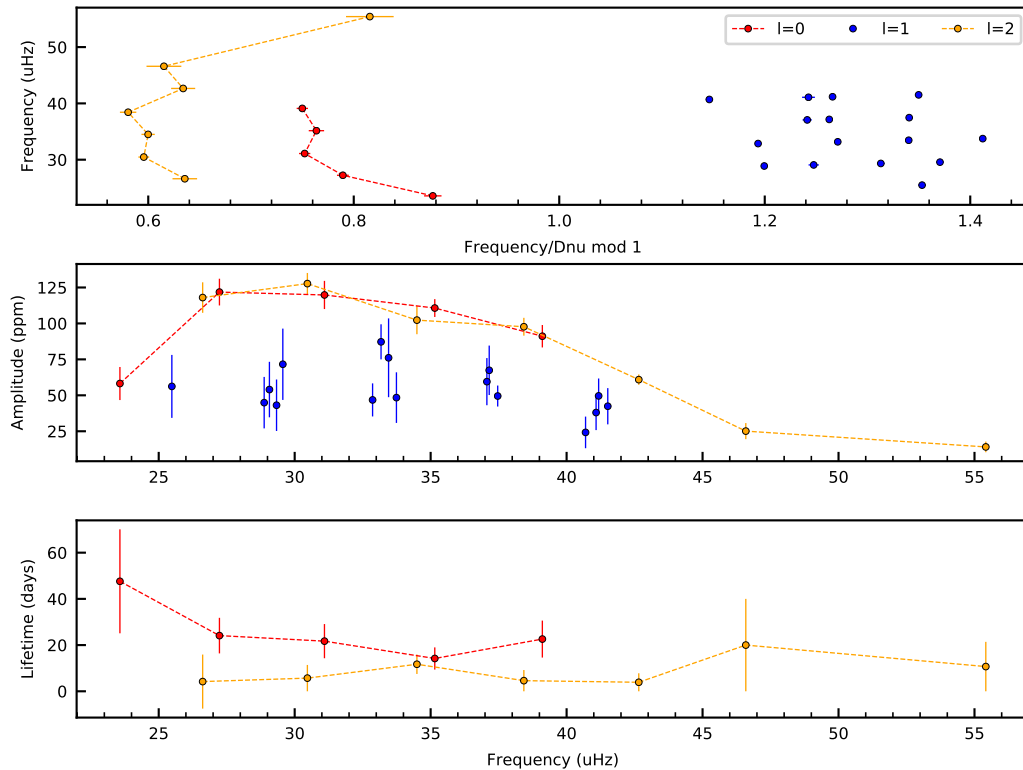 l=0 l=1 l=2
Frequency (uHz)
50
40
30
0.6 0.8 1.0 1.2 1.4
Frequency/Dnu mod 1
Amplitude (ppm)
125
100
75
50
25
25 30 35 40 45 50 55
Lifetime (days)
60
40
20
0
25 30 35 40 45 50 55
Frequency (uHz)